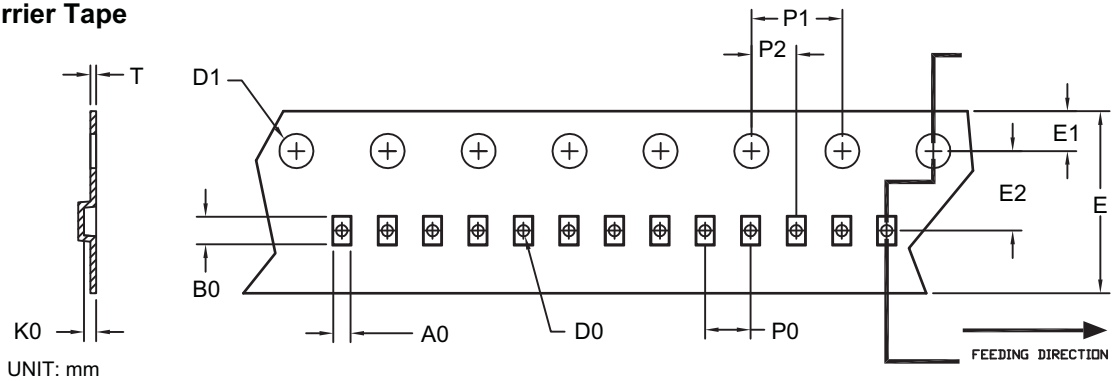 rrier Tape
P1
P2
T
D1
E1
E2
E
B0
K0
A0
D0
P0
FEEDING DIRECTION
UNIT: mm